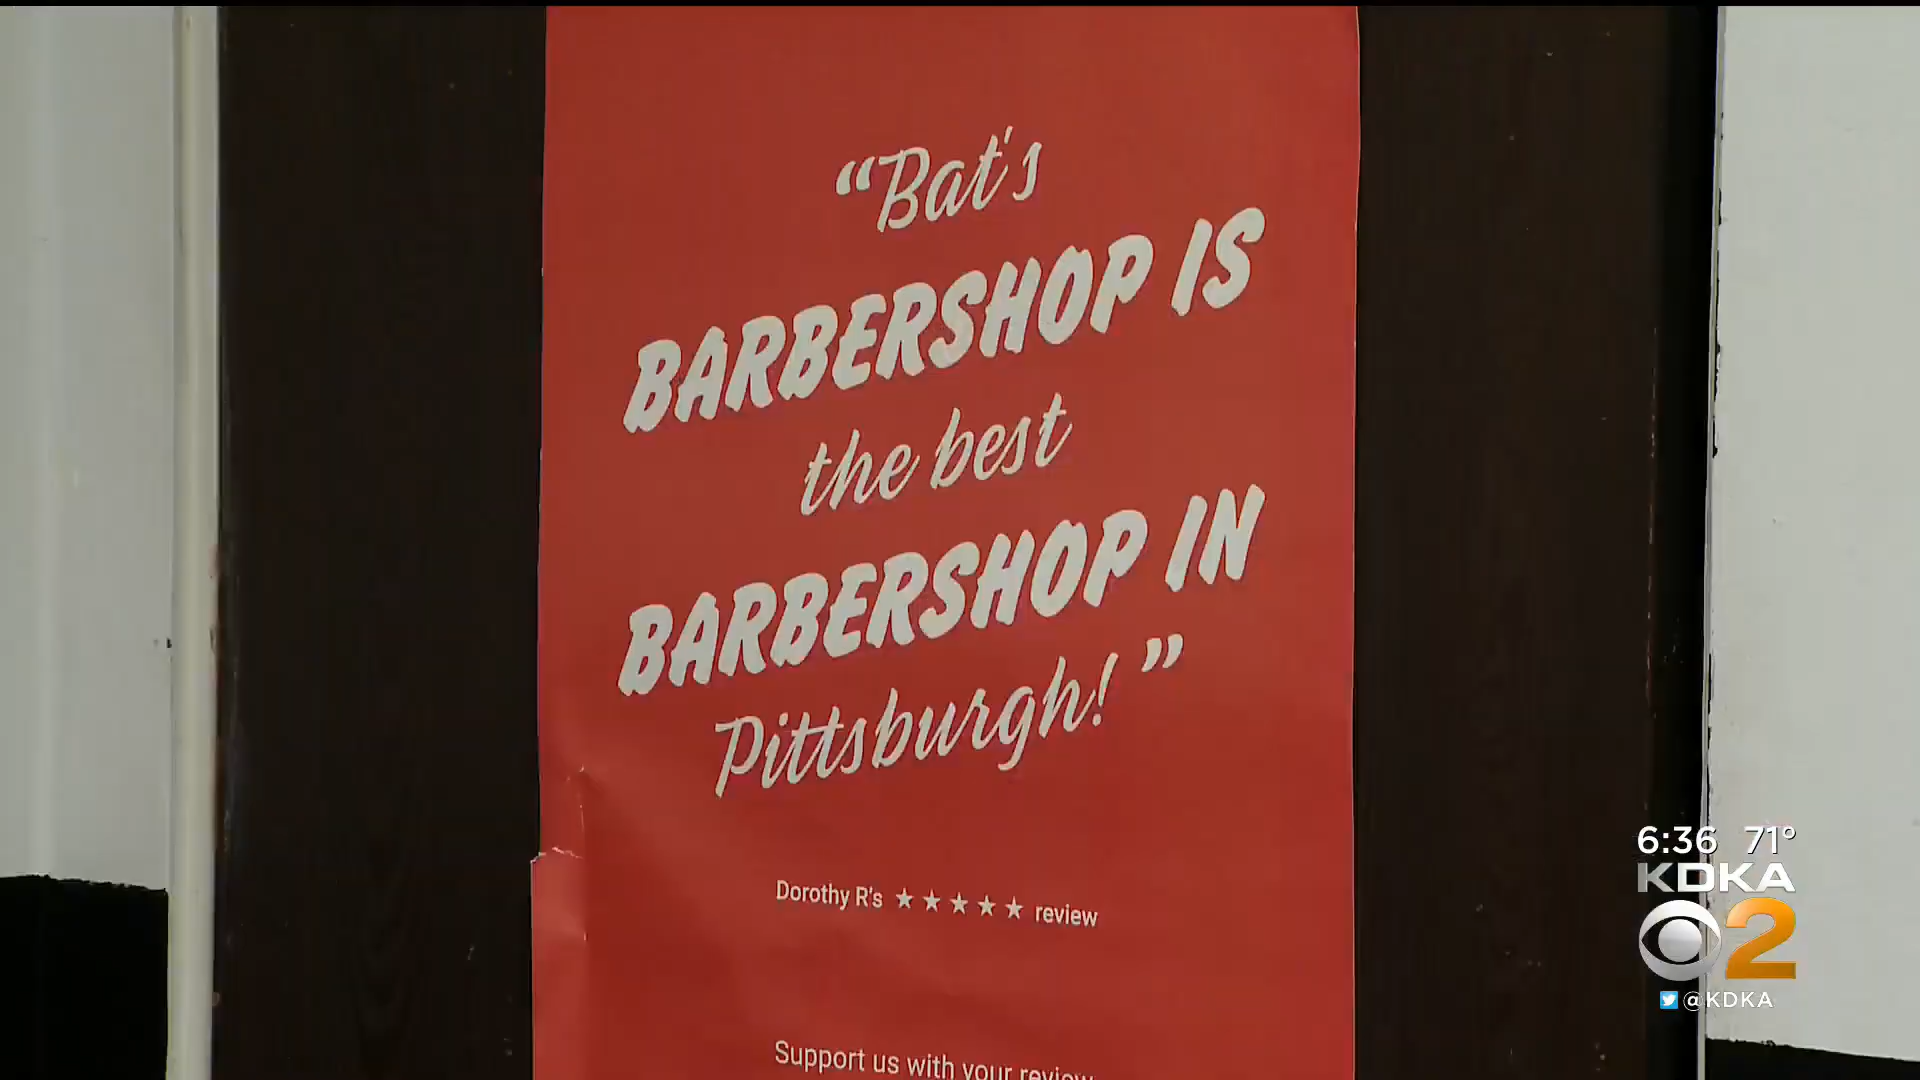 “Bat's
BARBERSHOP IS
the best
BARBERSHOP IN
Pittsburgh! ”
Dorothy R's ★★★★★ review
Support us with your review
6:36 71°
KDKA
2
@KDKA